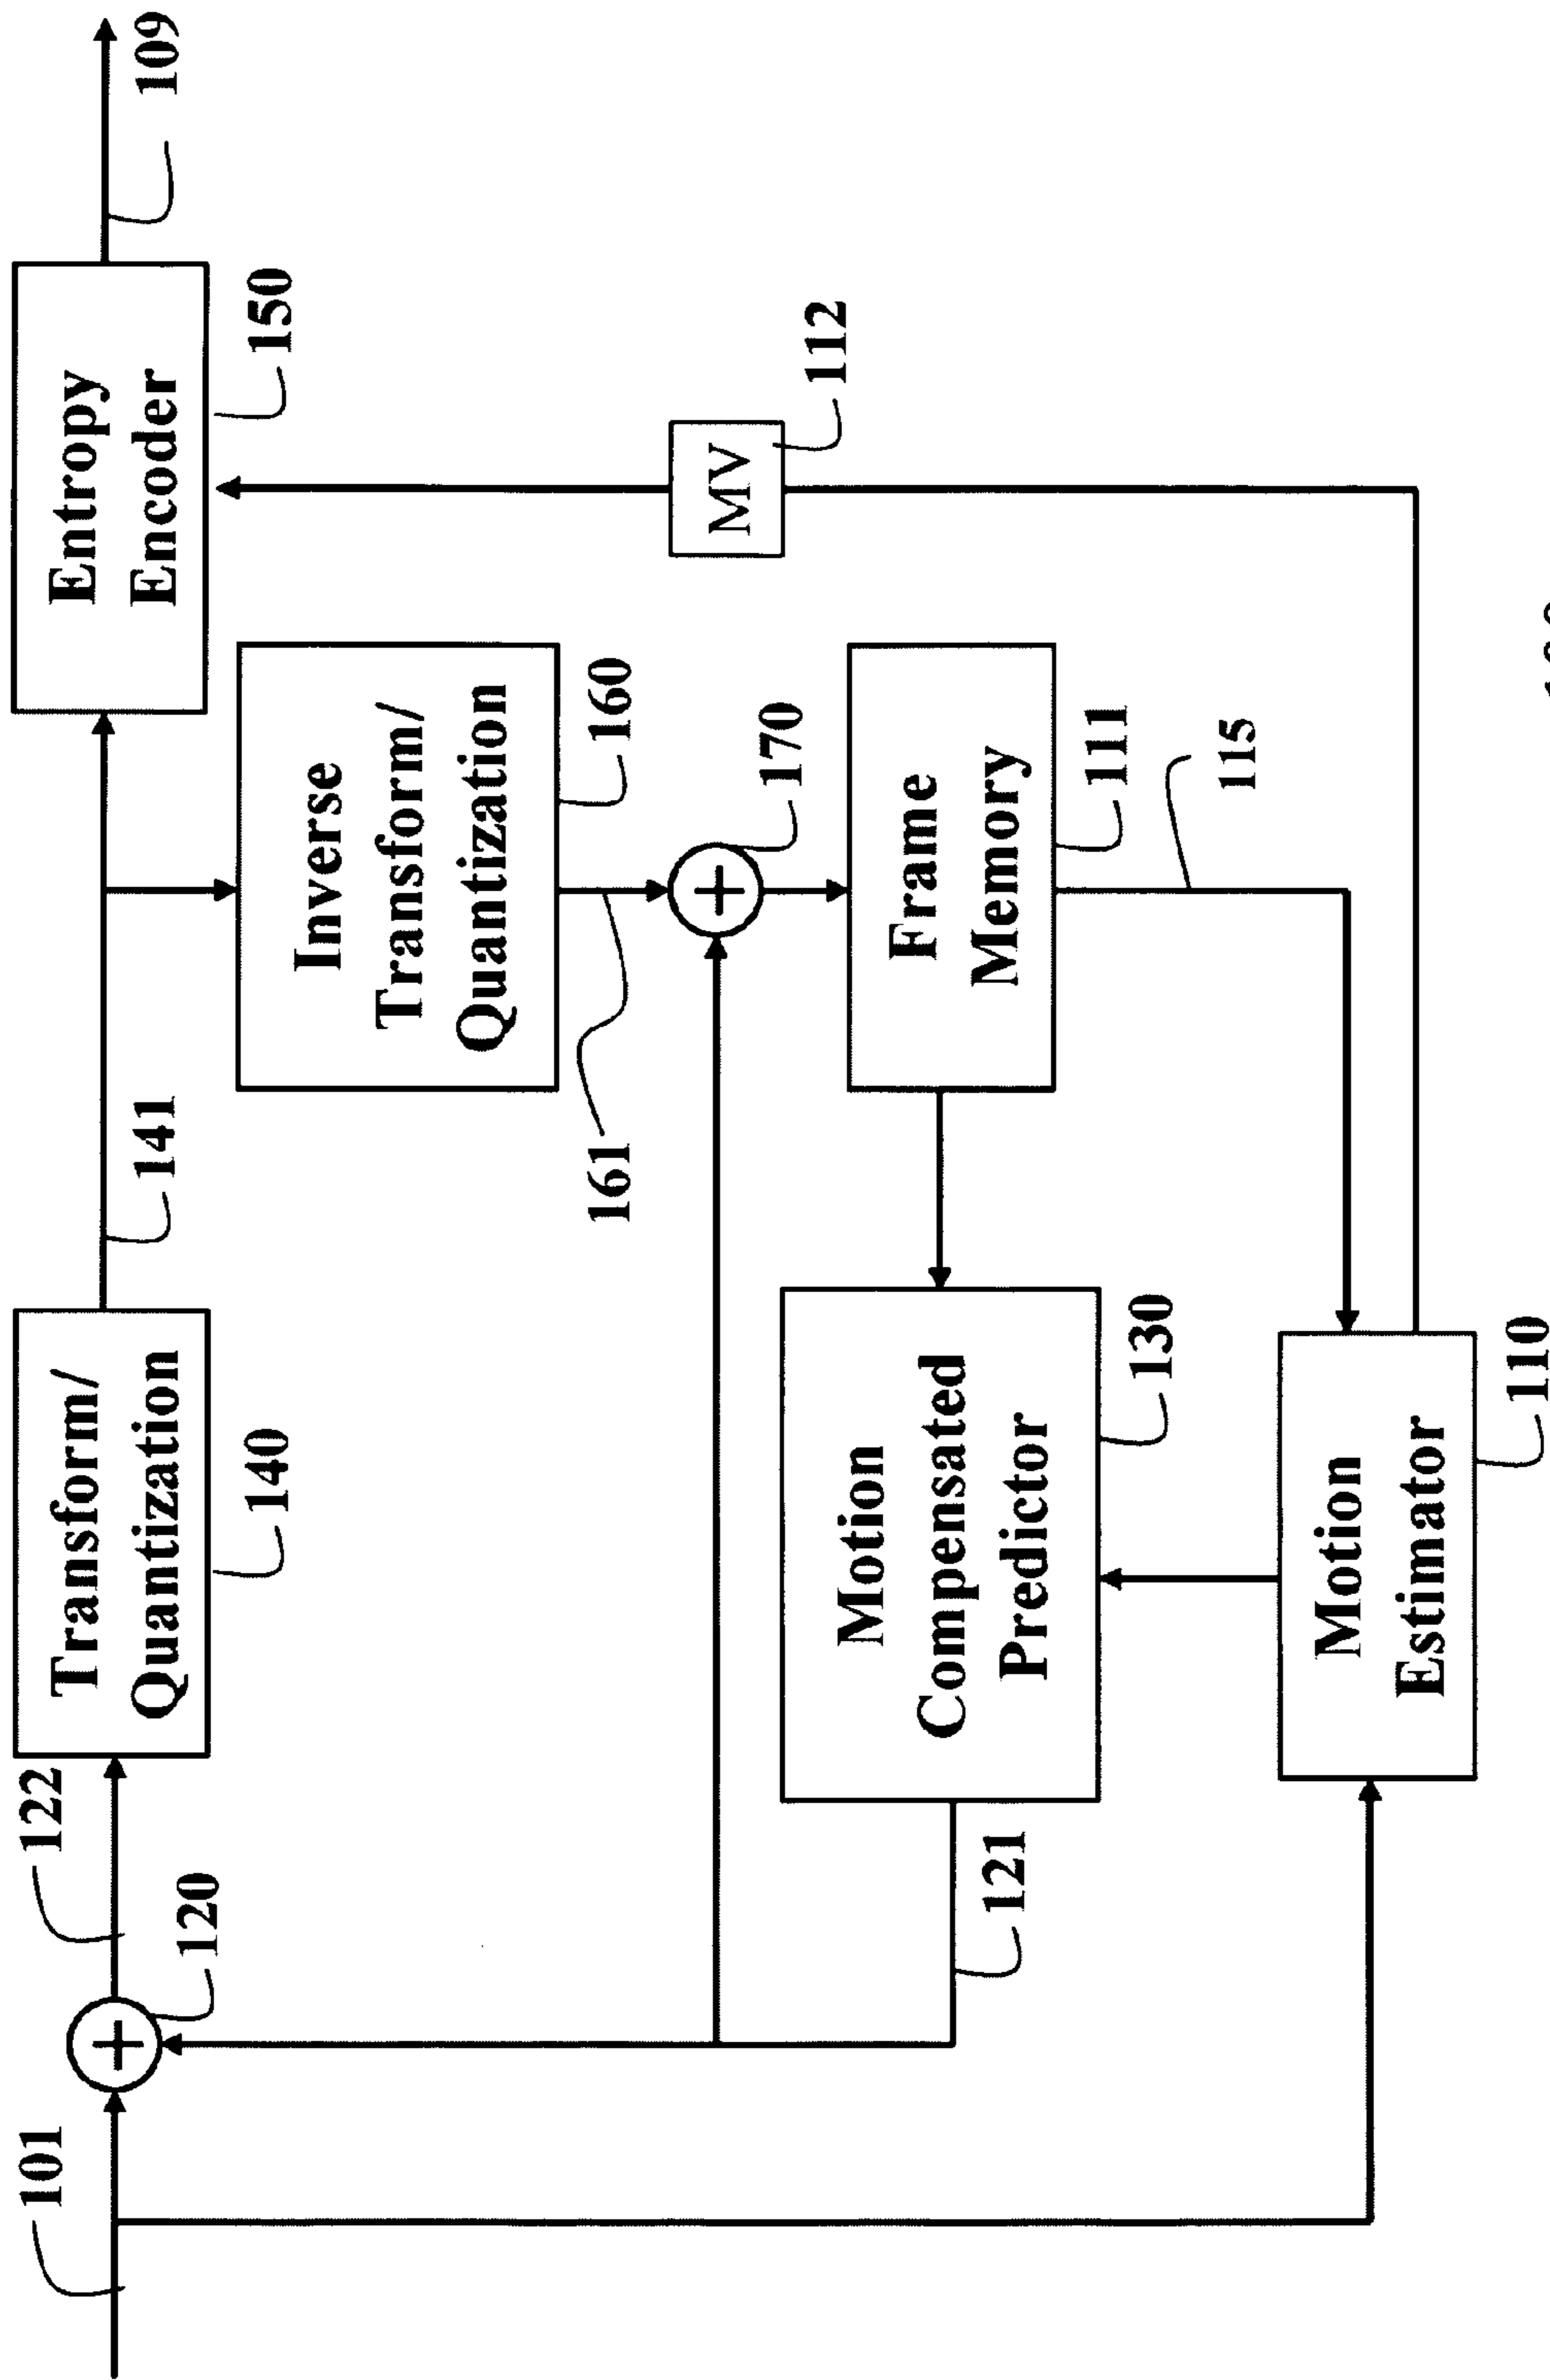 101
122
120
Transform/
Quantization
140
141
Entropy
Encoder
150
109
Inverse
Transform/
Quantization
160
161
170
MV
112
121
Motion
Compensated
Predictor
130
Frame
Memory
111
115
Motion
Estimator
110